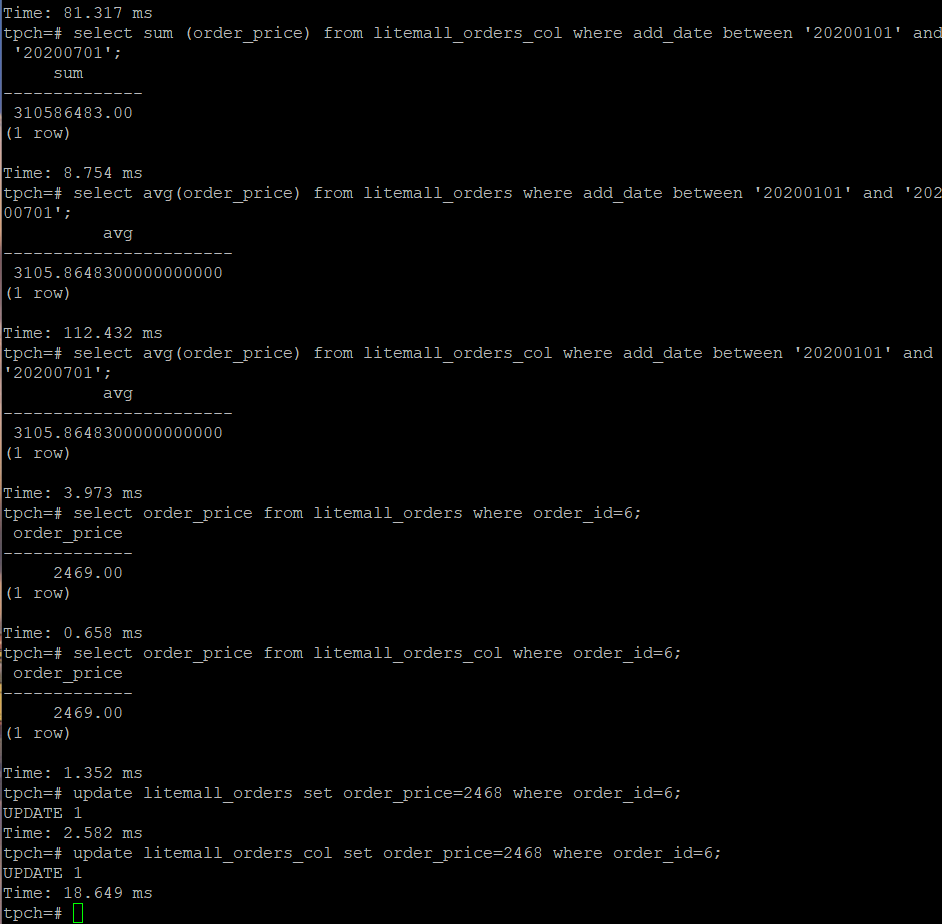 Time: 81.317 ms
tpch=# select sum (order_price) from litemall_orders_col where add_date between '20200101' and
 '20200701';
     sum
--------------
 310586483.00
(1 row)

Time: 8.754 ms
tpch=# select avg(order_price) from litemall_orders where add_date between '20200101' and '202
00701';
          avg
-----------------------
 3105.8648300000000000
(1 row)

Time: 112.432 ms
tpch=# select avg(order_price) from litemall_orders_col where add_date between '20200101' and
'20200701';
          avg
-----------------------
 3105.8648300000000000
(1 row)

Time: 3.973 ms
tpch=# select order_price from litemall_orders where order_id=6;
 order_price
-------------
     2469.00
(1 row)

Time: 0.658 ms
tpch=# select order_price from litemall_orders_col where order_id=6;
 order_price
-------------
     2469.00
(1 row)

Time: 1.352 ms
tpch=# update litemall_orders set order_price=2468 where order_id=6;
UPDATE 1
Time: 2.582 ms
tpch=# update litemall_orders_col set order_price=2468 where order_id=6;
UPDATE 1
Time: 18.649 ms
tpch=#